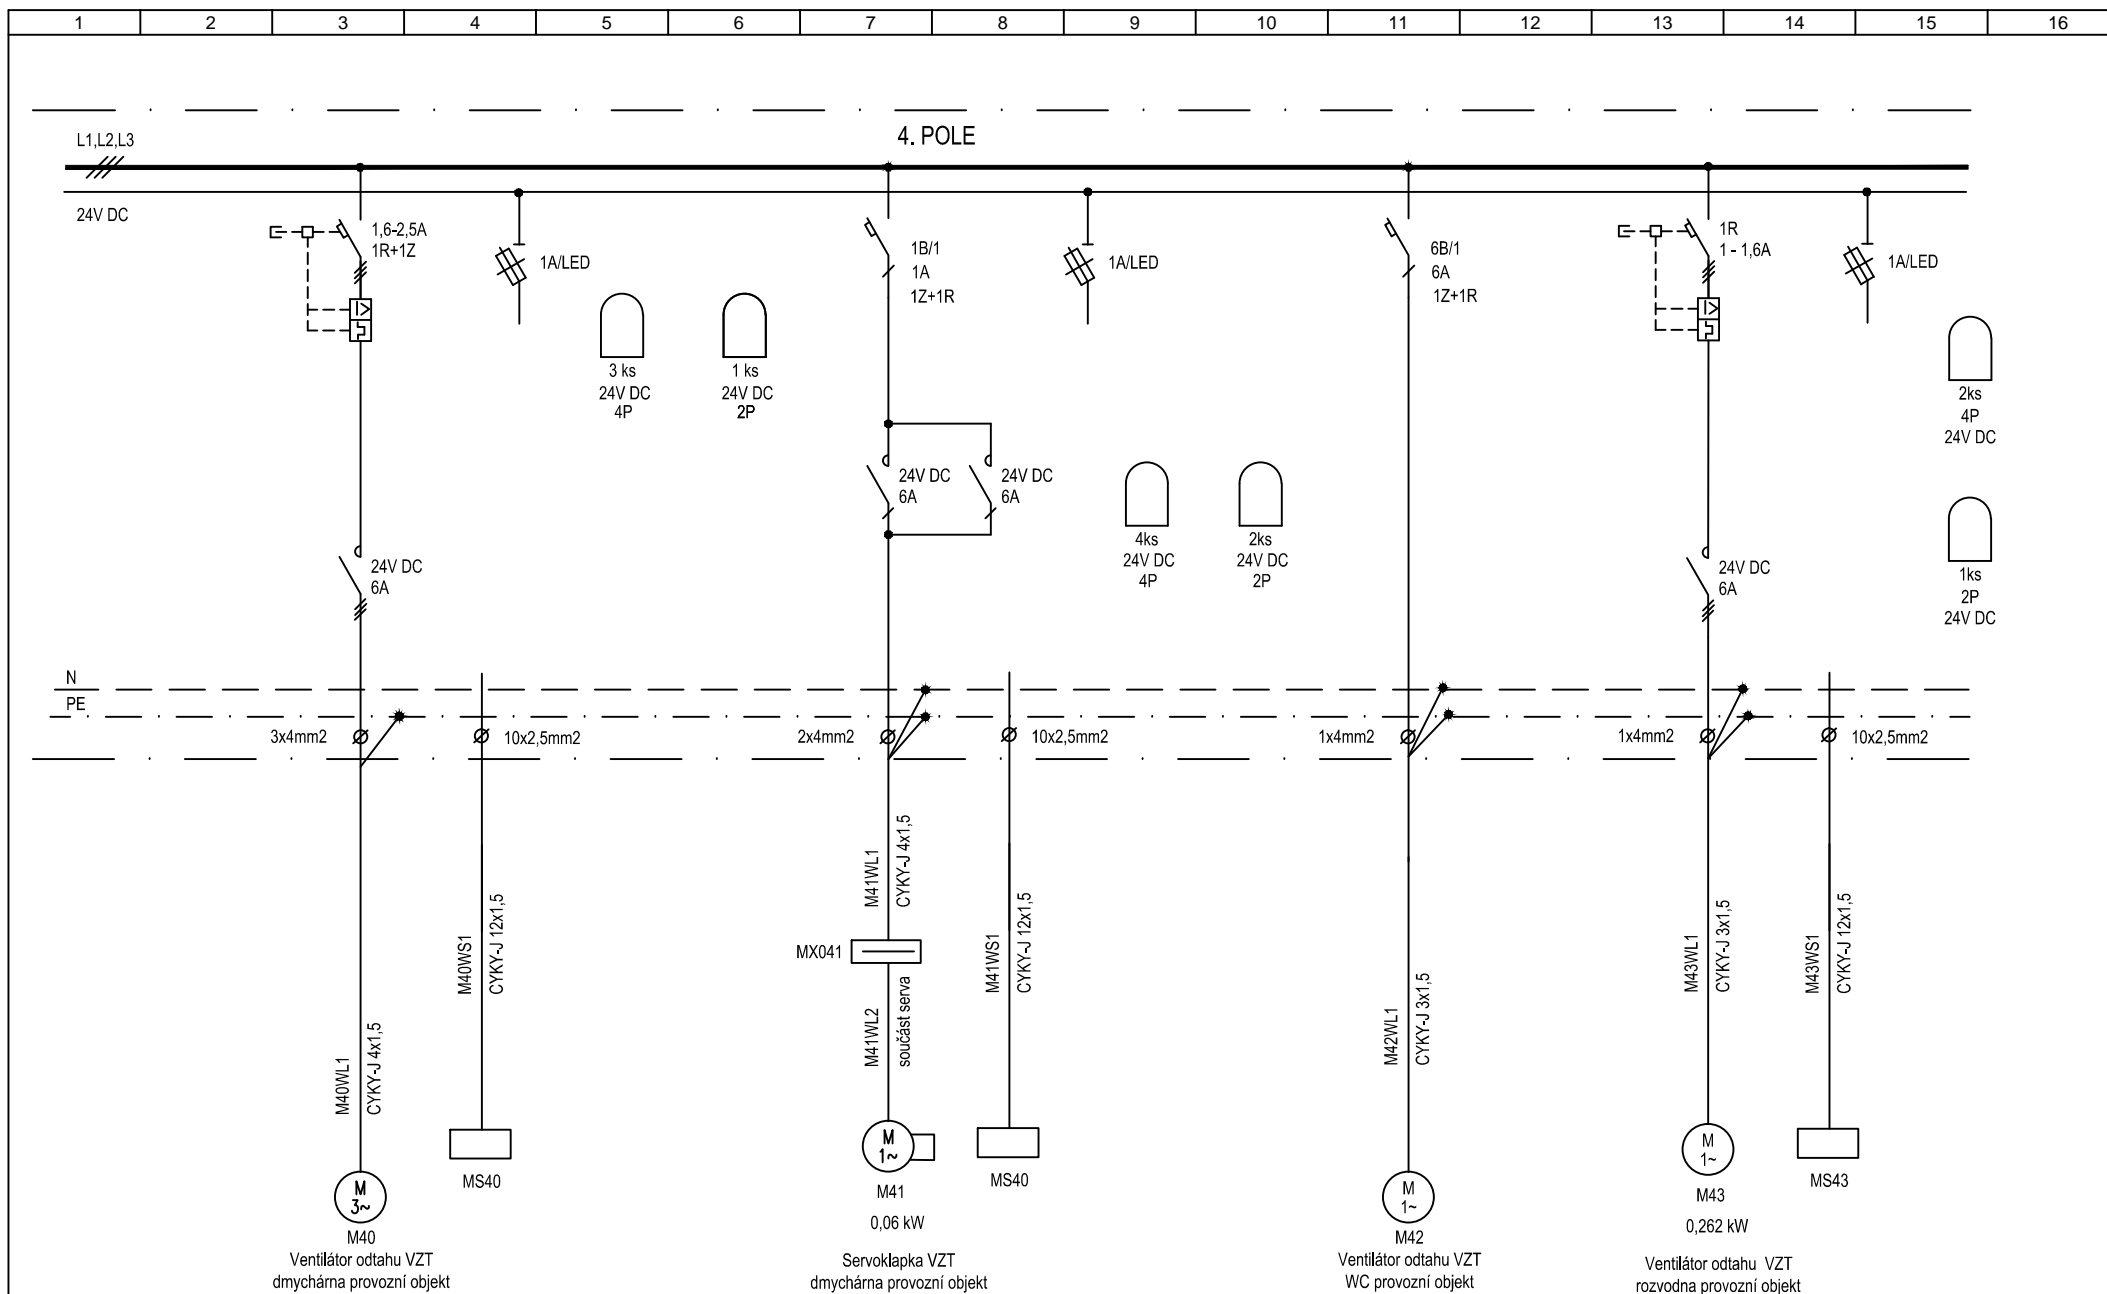 1 2 3 4 5 6 7 8 9 10 11 12 13 14 15 16
4. POLE
L1,L2,L3
24V DC
1,6-2,5A
1R+1Z
1A/LED
3 ks
24V DC
4P
1 ks
24V DC
2P
24V DC
6A
1B/1
1A
1Z+1R
1A/LED
24V DC
6A
24V DC
6A
4ks
24V DC
4P
2ks
24V DC
2P
6B/1
6A
1Z+1R
1R
1 - 1,6A
1A/LED
2ks
4P
24V DC
24V DC
6A
1ks
2P
24V DC
N
PE
3x4mm2
10x2,5mm2
2x4mm2
10x2,5mm2
1x4mm2
1x4mm2
10x2,5mm2
M40WL1
CYKY-J 4x1,5
M40WS1
CYKY-J 12x1,5
M41WL1
CYKY-J 4x1,5
MX041
M41WL2
součást serva
M41WS1
CYKY-J 12x1,5
M42WL1
CYKY-J 3x1,5
M43WL1
CYKY-J 3x1,5
M43WS1
CYKY-J 12x1,5
M
3~
M40
Ventilátor odtahu VZT
dmychárna provozní objekt
MS40
M
1~
M41
0,06 kW
Servoklapka VZT
dmychárna provozní objekt
MS40
M
1~
M42
Ventilátor odtahu VZT
WC provozní objekt
M
1~
M43
0,262 kW
Ventilátor odtahu VZT
rozvodna provozní objekt
MS43